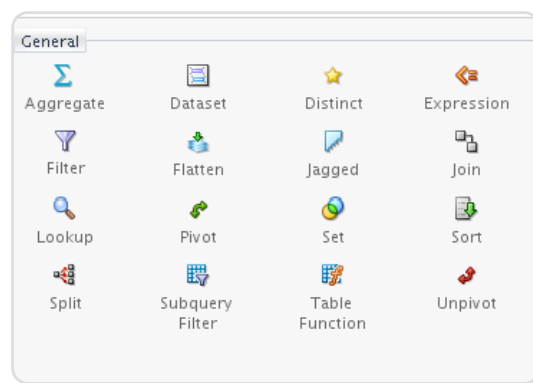 General
Aggregate
Dataset
Distinct
Expression
Filter
Flatten
Jagged
Join
Lookup
Pivot
Set
Sort
Split
Subquery
Filter
Table
Function
Unpivot